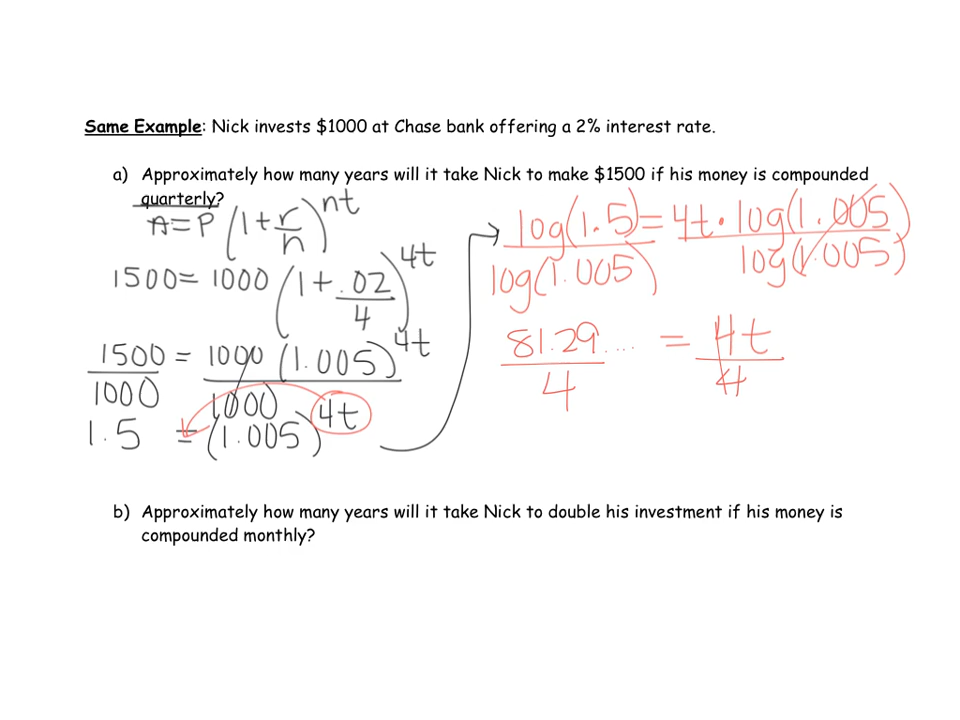 Same Example: Nick invests $1000 at Chase bank offering a 2% interest rate.
a) Approximately how many years will it take Nick to make $1500 if his money is compounded
quarterly?
A=P(1+r/n)^nt
1500=1000(1+.02/4)^4t
1500/1000 = 1000(1.005)^4t/1000
1.5 =(1.005)^4t
log(1.5)/log(1.005) = 4t·log(1.005)/log(1.005)
81.29..../4 = 4t/4
b) Approximately how many years will it take Nick to double his investment if his money is
compounded monthly?